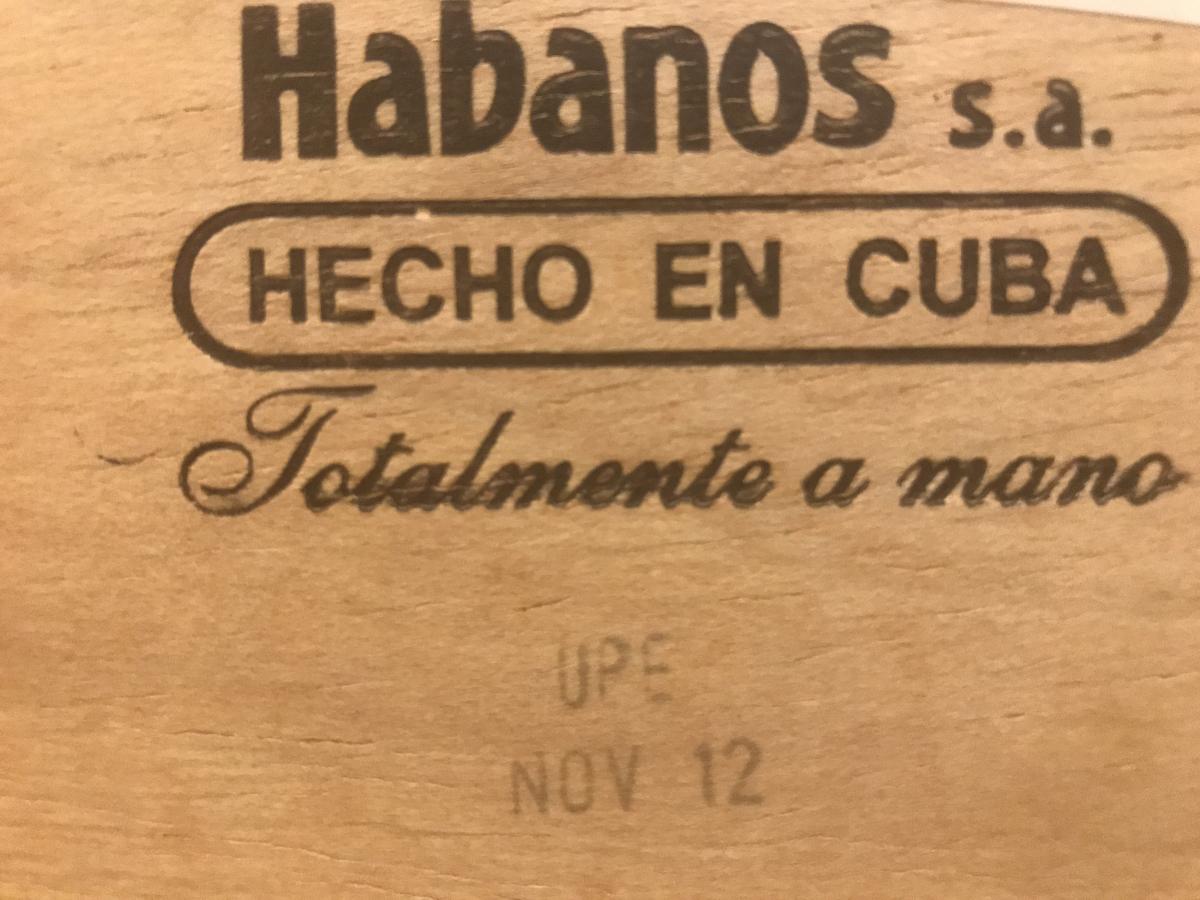 Habanos s.a.
HECHO EN CUBA
Totalmente a mano
UPE
NOV 12